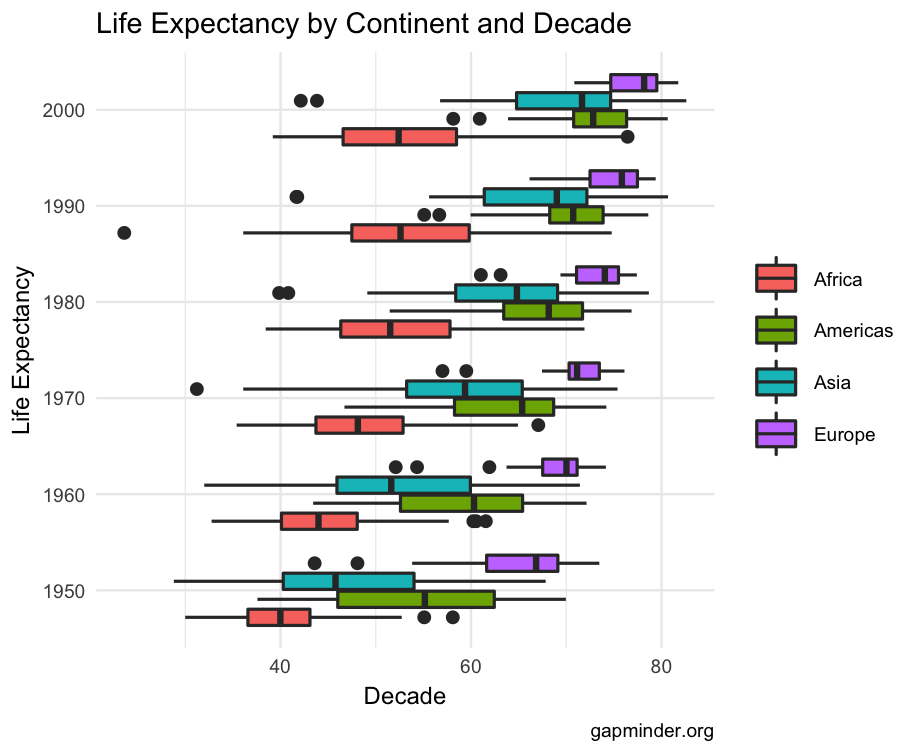 Life Expectancy by Continent and Decade
Life Expectancy
2000
1990
1980
1970
1960
1950
40
60
80
Decade
Africa
Americas
Asia
Europe
gapminder.org